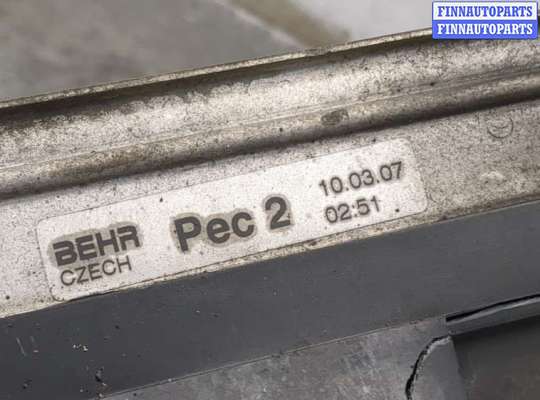 FINNAUTOPARTS
FINNAUTOPARTS
BEHR
CZECH
Pec 2
10.03.07
02:51